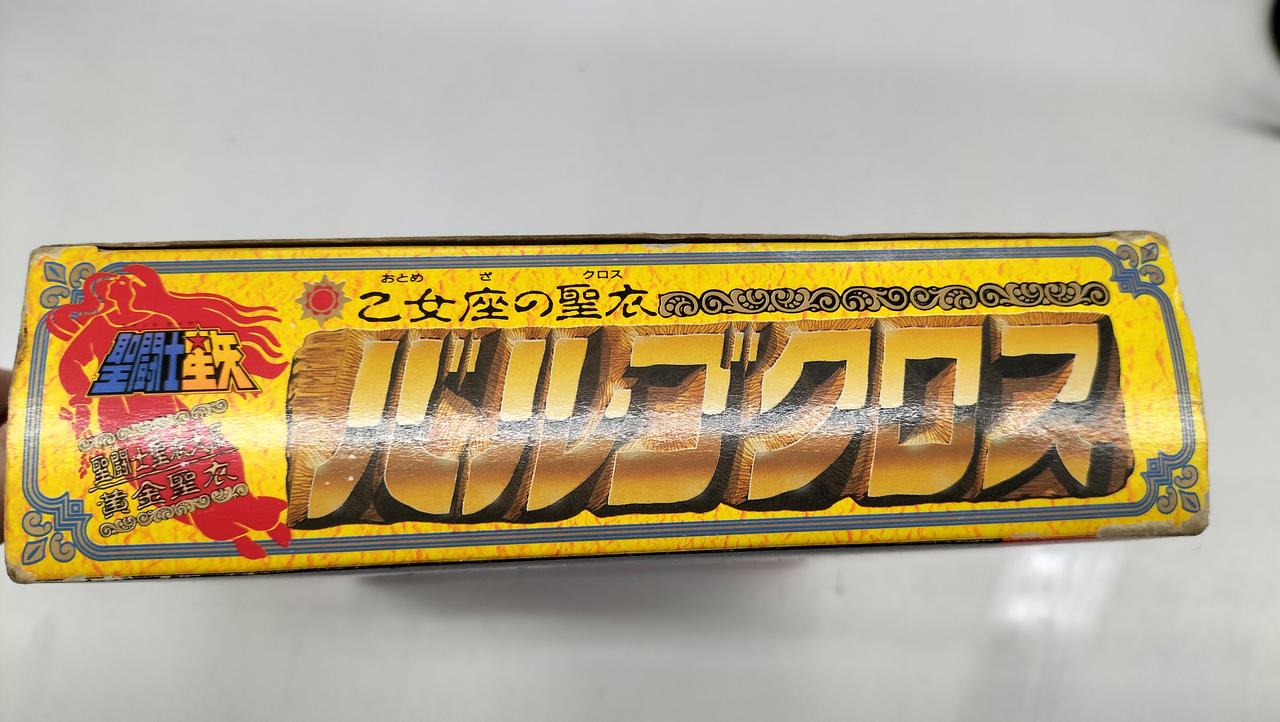 おとめ ざ クロス
乙女座の聖衣
バルゴクロス
聖闘士星矢
聖闘士聖衣大系
黄金聖衣